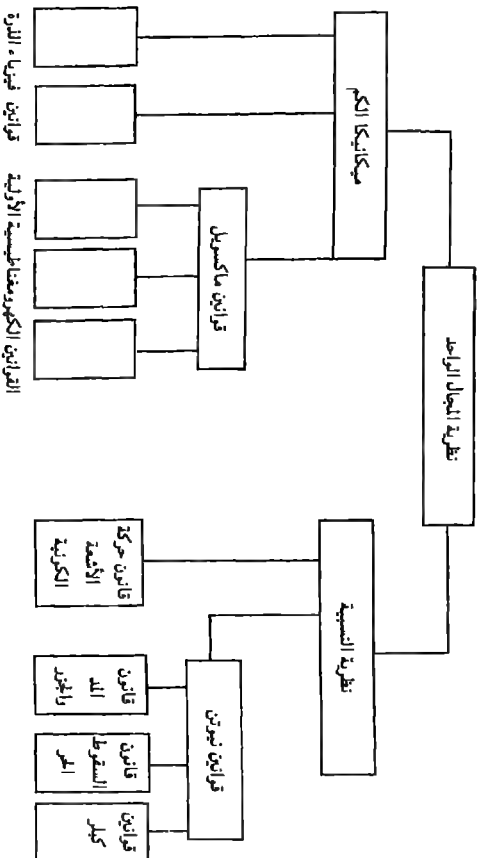 نظرية المجال الواحد
ميكانيكا الكم
نظرية النسبية
قوانين ماكسويل
قوانين نيوتن
قانون حركة
الأشعة
الكونية
قانون
المد
والجزر
قانون
السقوط
الحر
قوانين
كبلر
قوانين فيزياء الذرة
القوانين الكهرومغناطيسية الأولية